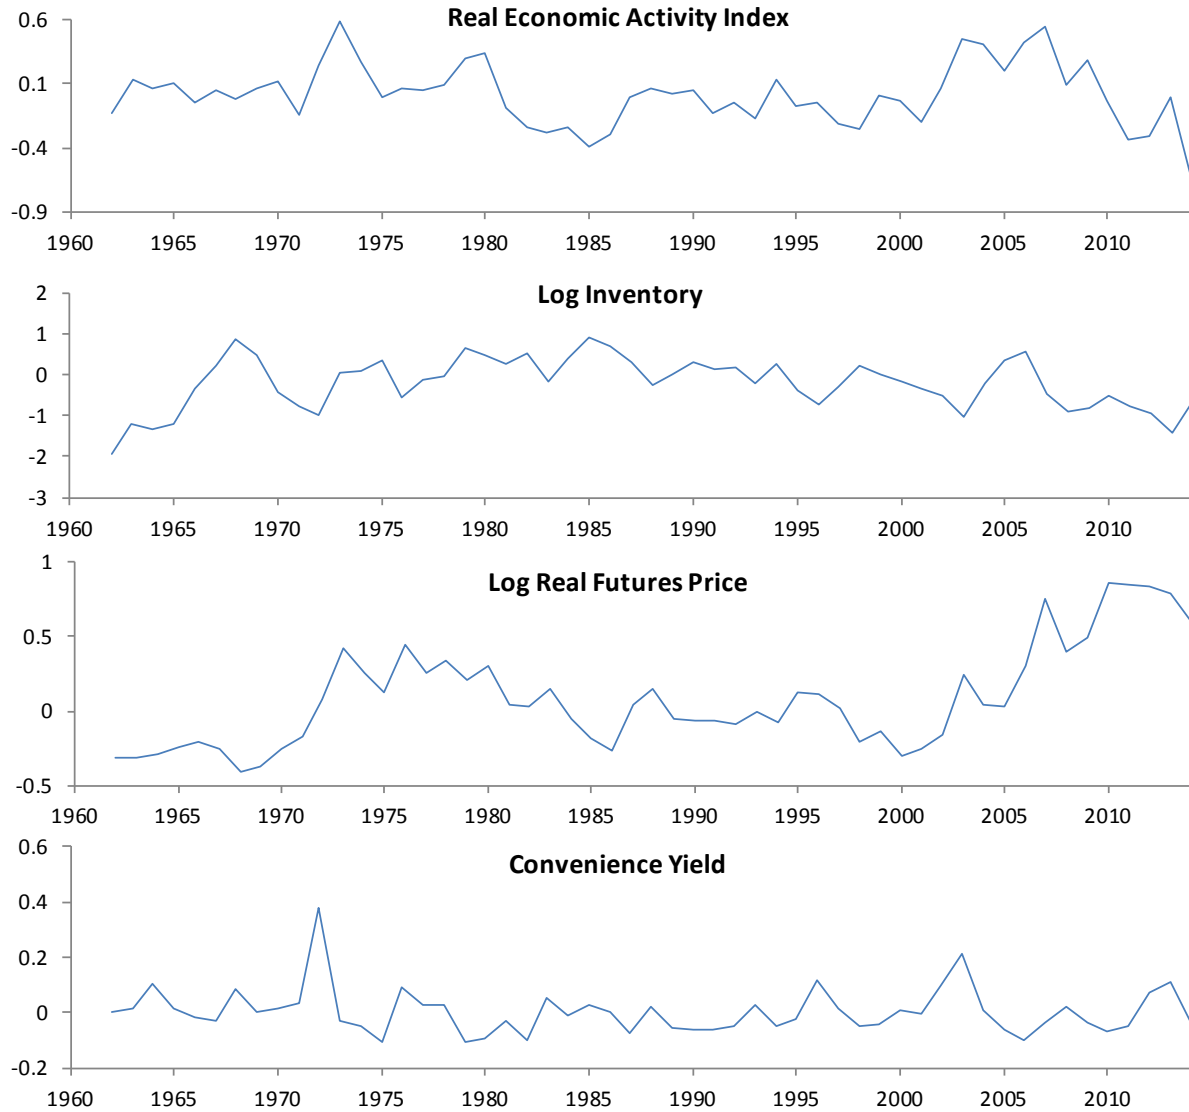 Real Economic Activity Index
0.6
0.1
-0.4
-0.9
1960 1965 1970 1975 1980 1985 1990 1995 2000 2005 2010
Log Inventory
2
1
0
-1
-2
-3
1960 1965 1970 1975 1980 1985 1990 1995 2000 2005 2010
Log Real Futures Price
1
0.5
0
-0.5
1960 1965 1970 1975 1980 1985 1990 1995 2000 2005 2010
Convenience Yield
0.6
0.4
0.2
0
-0.2
1960 1965 1970 1975 1980 1985 1990 1995 2000 2005 2010